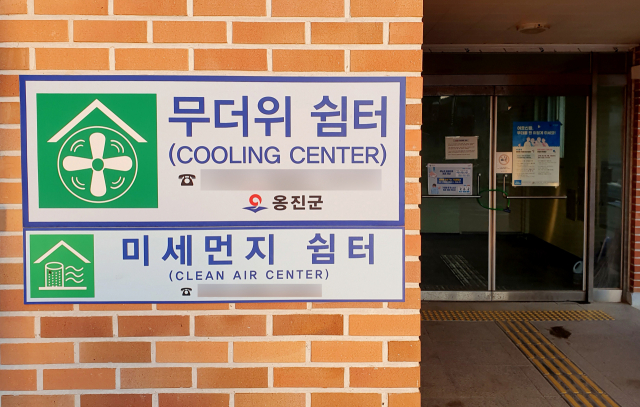 무더위 쉼터
(COOLING CENTER)
옹진군
미세먼지 쉼터
(CLEAN AIR CENTER)